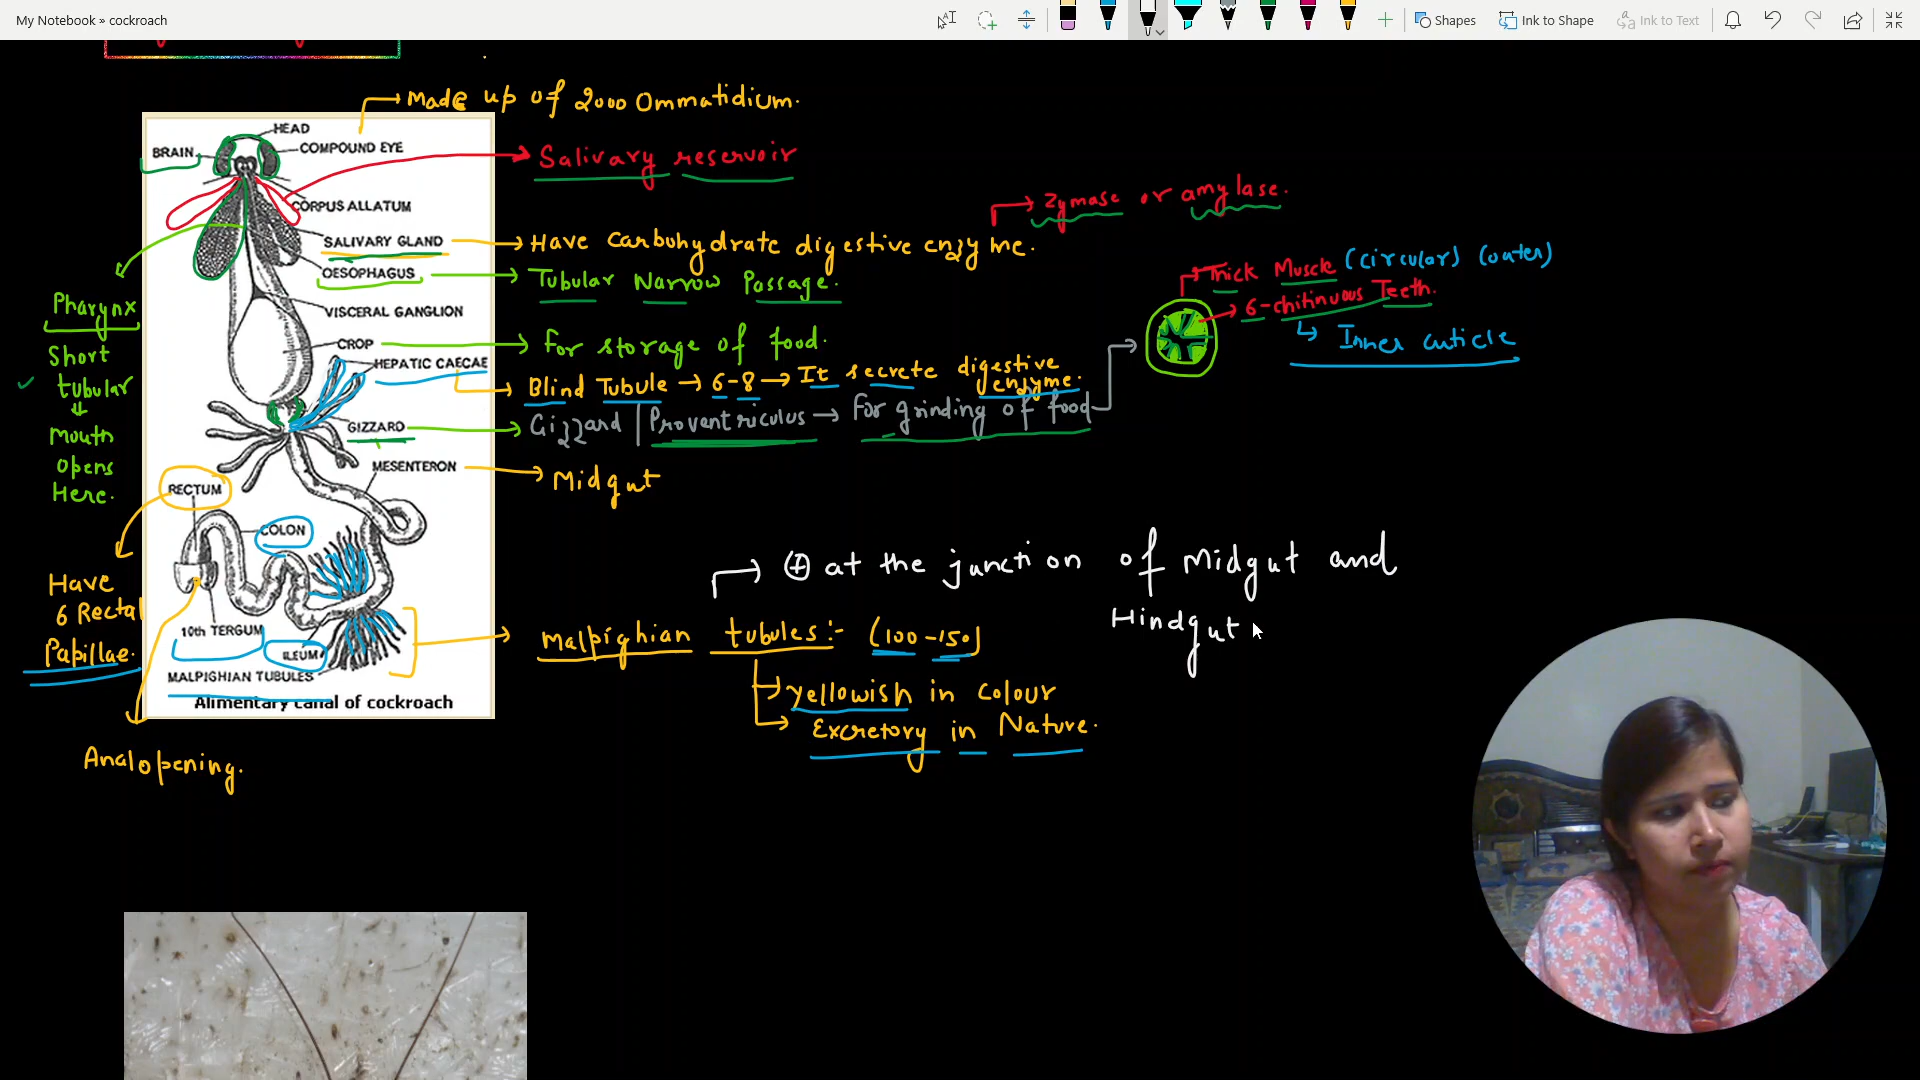 My Notebook » cockroach
Shapes
Ink to Shape
Ink to Text
Made up of 2000 Ommatidium.
HEAD
BRAIN
COMPOUND EYE
Salivary reservoir
CORPUS ALLATUM
Zymase or amylase.
SALIVARY GLAND
Have Carbohydrate digestive enzyme.
OESOPHAGUS
Tubular Narrow Passage.
Thick Muscle (circular) (outer)
6-chitinuous Teeth.
Inner cuticle
Pharynx
Short
tubular
Mouth
opens
Here.
VISCERAL GANGLION
CROP
For storage of food.
HEPATIC CAECAE
Blind Tubule → 6-8 → It secrete digestive
enzyme.
GIZZARD
Gizzard | Proventriculus → For grinding of food
MESENTERON
Midgut
RECTUM
COLON
Have
6 Rectal
Papillae.
10th TERGUM
ILEUM
MALPIGHIAN TUBULES
Alimentary canal of cockroach
Anal opening.
at the junction of Midgut and
Hindgut
Malpighian tubules:- (100-150)
yellowish in colour
Excretory in Nature.